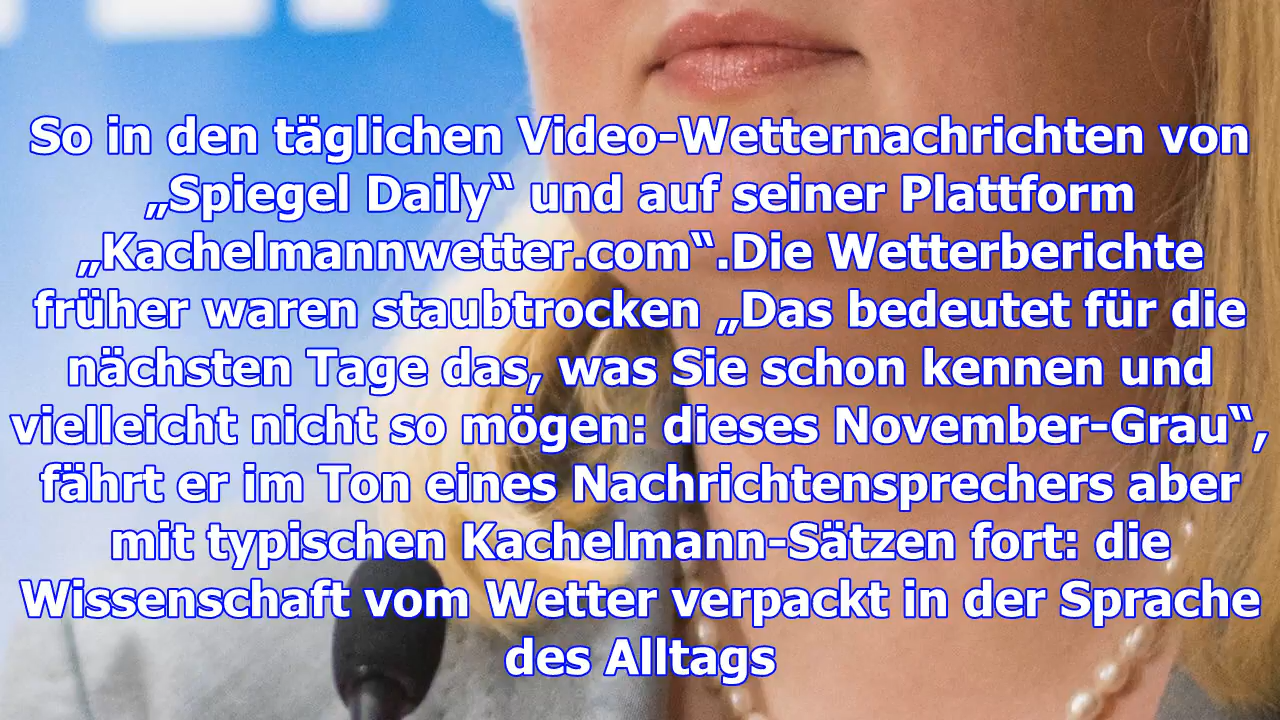 So in den täglichen Video-Wetternachrichten von
„Spiegel Daily“ und auf seiner Plattform
„Kachelmannwetter.com“.Die Wetterberichte
früher waren staubtrocken „Das bedeutet für die
nächsten Tage das, was Sie schon kennen und
vielleicht nicht so mögen: dieses November-Grau“,
fährt er im Ton eines Nachrichtensprechers aber
mit typischen Kachelmann-Sätzen fort: die
Wissenschaft vom Wetter verpackt in der Sprache
des Alltags